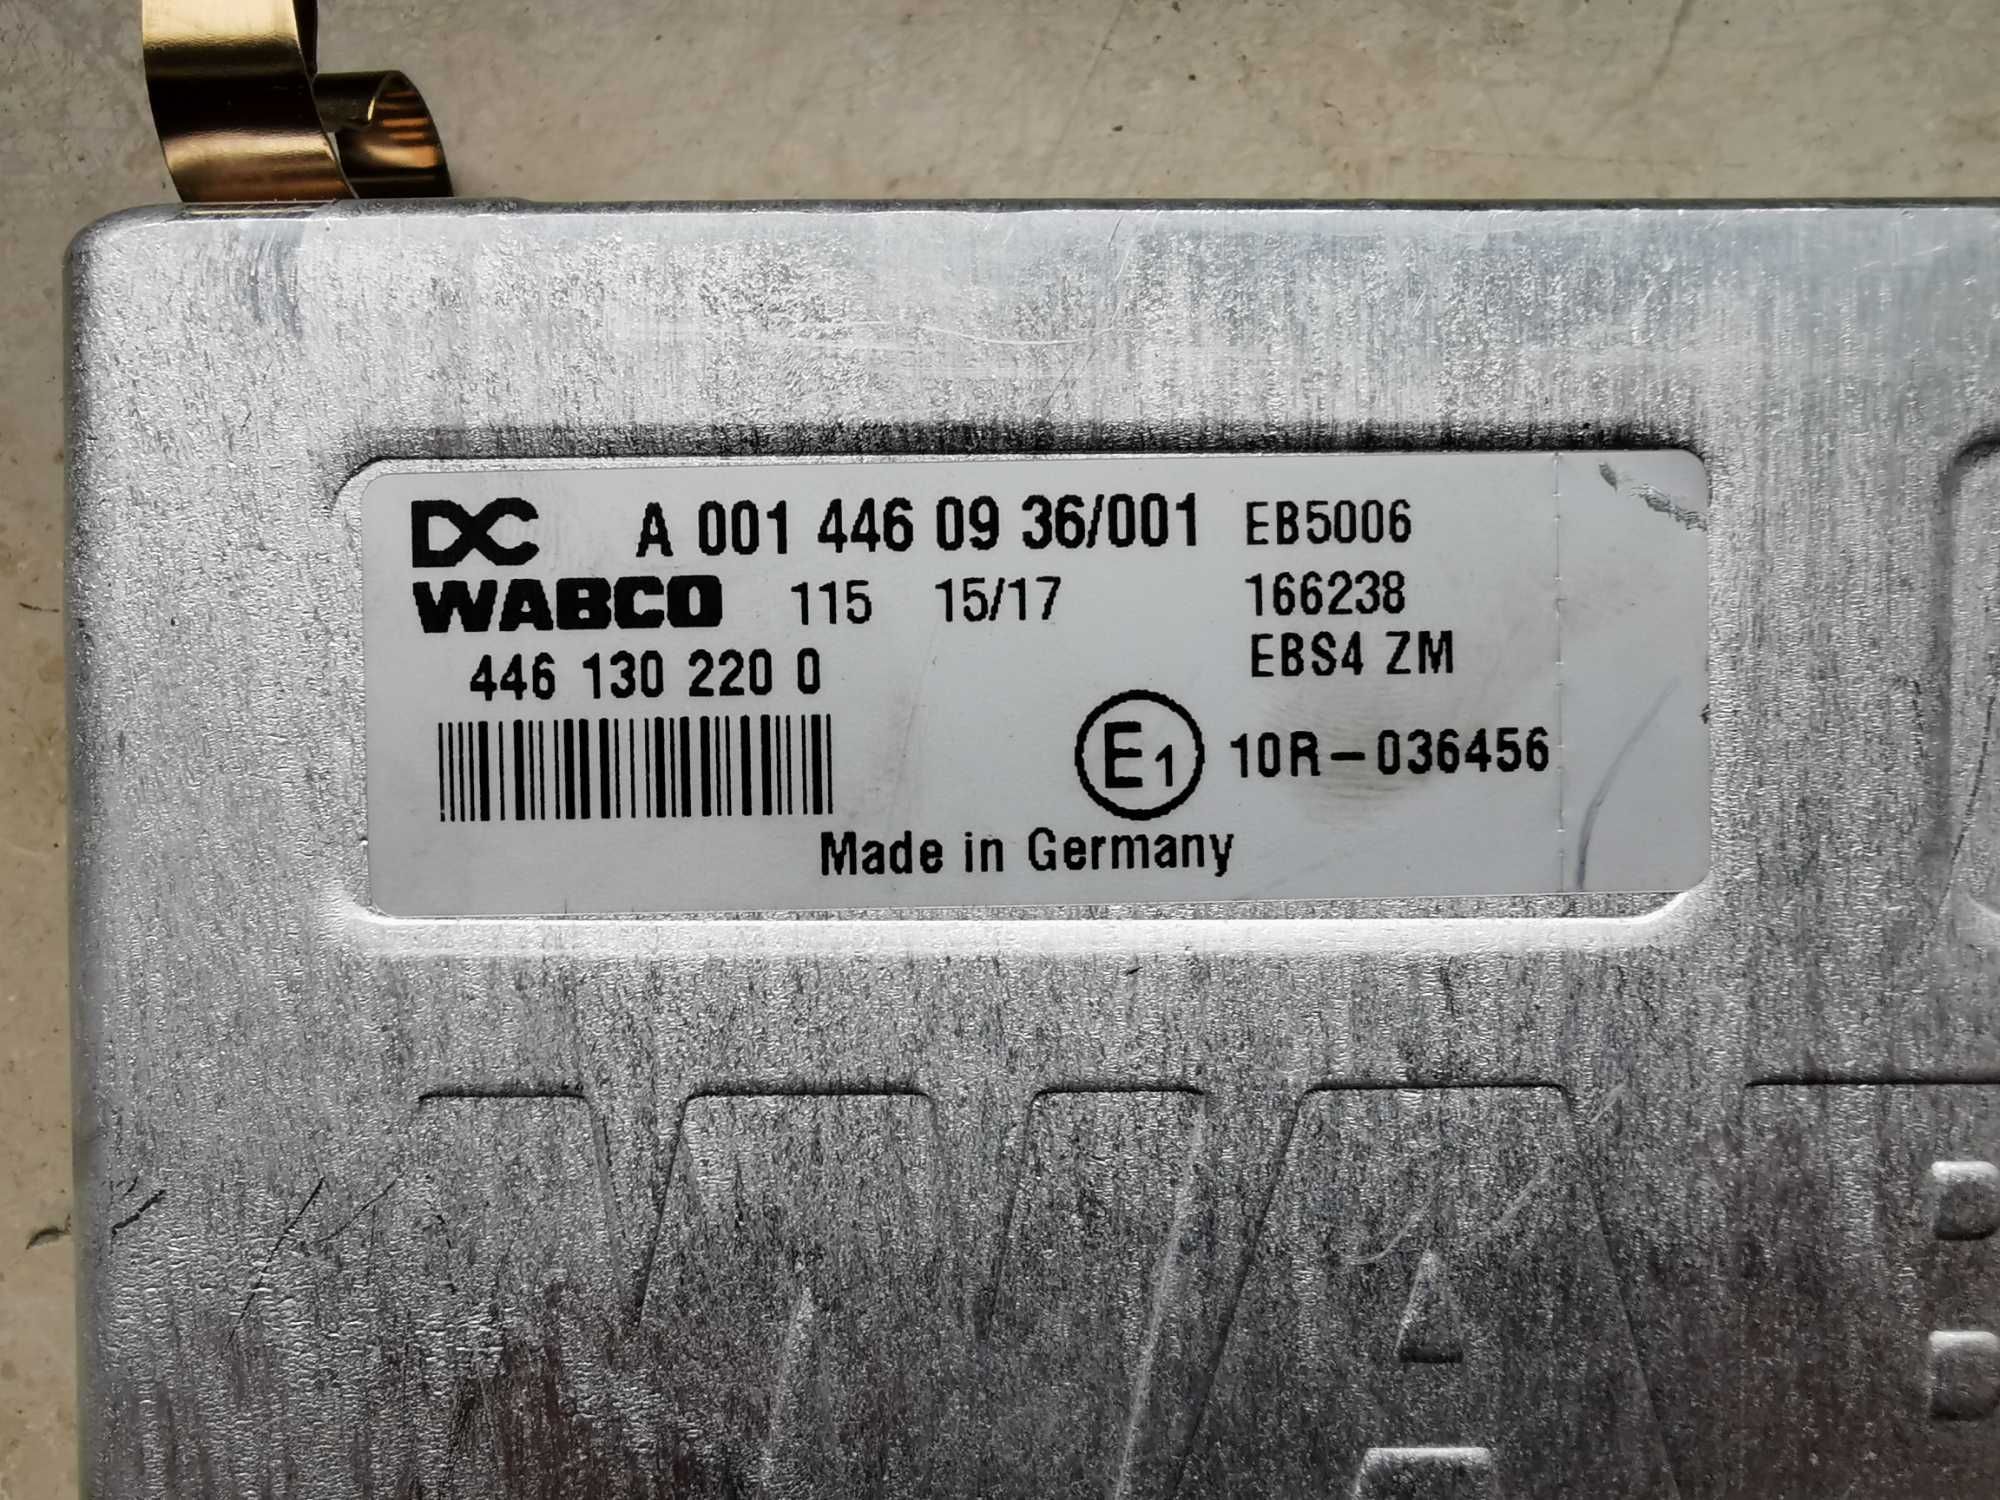 DC A 001 446 09 36/001 EB5006
WABCO 115 15/17 166238
446 130 220 0 EBS4 ZM
E1 10R-036456
Made in Germany